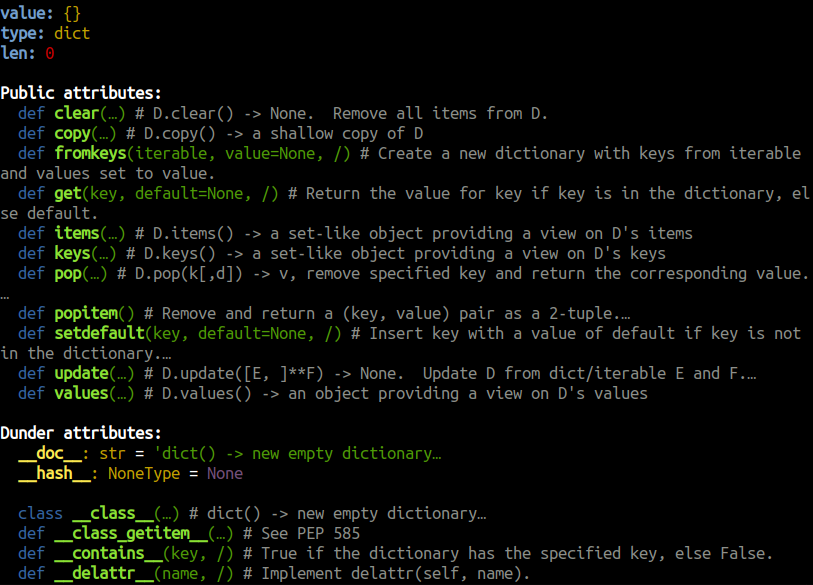 value: {}
type: dict
len: 0
Public attributes:
def clear(…) # D.clear() -> None.  Remove all items from D.
def copy(…) # D.copy() -> a shallow copy of D
def fromkeys(iterable, value=None, /) # Create a new dictionary with keys from iterable
and values set to value.
def get(key, default=None, /) # Return the value for key if key is in the dictionary, el
se default.
def items(…) # D.items() -> a set-like object providing a view on D's items
def keys(…) # D.keys() -> a set-like object providing a view on D's keys
def pop(…) # D.pop(k[,d]) -> v, remove specified key and return the corresponding value.
…
def popitem() # Remove and return a (key, value) pair as a 2-tuple.…
def setdefault(key, default=None, /) # Insert key with a value of default if key is not
in the dictionary.…
def update(…) # D.update([E, ]**F) -> None.  Update D from dict/iterable E and F.…
def values(…) # D.values() -> an object providing a view on D's values
Dunder attributes:
__doc__: str = 'dict() -> new empty dictionary…
__hash__: NoneType = None
class __class__(…) # dict() -> new empty dictionary…
def __class_getitem__(…) # See PEP 585
def __contains__(key, /) # True if the dictionary has the specified key, else False.
def __delattr__(name, /) # Implement delattr(self, name).